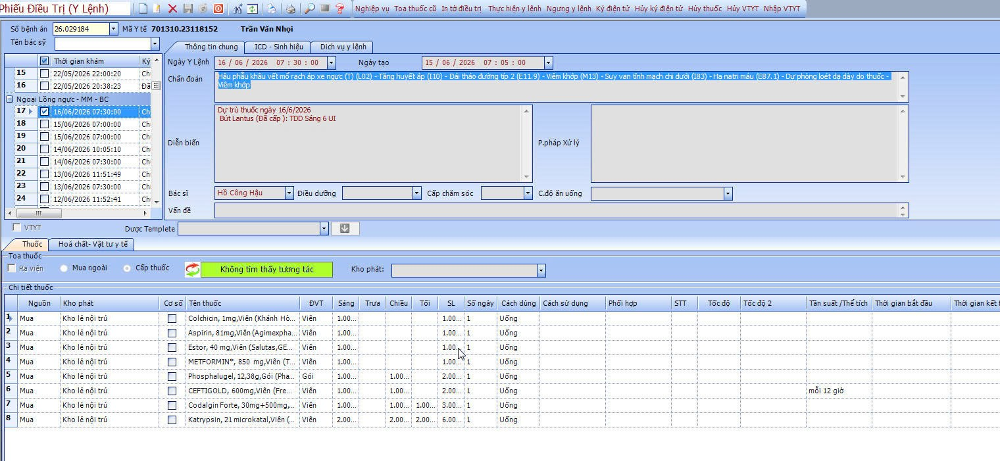 Phiếu Điều Trị (Y Lệnh)
Nghiệp vụ Toa thuốc cũ In tờ điều trị Thực hiện y lệnh Ngưng y lệnh Ký điện tử Hủy ký điện tử Hủy thuốc Hủy VTYT Nhập VTYT
Số bệnh án 26.029184 Mã Y tế 701310.23118152 Trần Văn Nhọi
Tên bác sỹ
Thời gian khám Ký
15 22/05/2026 22:00:20 Ch
16 22/05/2026 20:38:23 Đã
Ngoại Lồng ngực - MM - BC
17 16/06/2026 07:30:00 Ch
18 15/06/2026 07:00:00 Ch
19 15/06/2026 07:00:00 Ch
20 14/06/2026 10:05:10 Ch
21 14/06/2026 07:30:00 Ch
22 13/06/2026 11:51:49 Ch
23 13/06/2026 07:30:00 Ch
24 12/06/2026 11:52:41 Ch
Thông tin chung ICD - Sinh hiệu Dịch vụ y lệnh
Ngày Y Lệnh 16 / 06 / 2026 07 : 30 : 00 Ngày tạo 15 / 06 / 2026 07 : 05 : 00
Chẩn đoán
Hậu phẫu khâu vết mổ rạch áp xe ngực (T) (L02) - Tăng huyết áp (I10) - Đái tháo đường típ 2 (E11.9) - Viêm khớp (M13) - Suy van tĩnh mạch chi dưới (I83) - Hạ natri máu (E87.1) - Dự phòng loét dạ dày do thuốc -
Viêm khớp
Diễn biến
Dự trù thuốc ngày 16/6/2026
Bút Lantus (Đã cấp ): TDD Sáng 6 UI
P.pháp Xử lý
Bác sĩ Hồ Công Hậu Điều dưỡng Cấp chăm sóc C.độ ăn uống
Vấn đề
VTYT Dược Templete
Thuốc Hoá chất- Vật tư y tế
Toa thuốc
Ra viện Mua ngoài Cấp thuốc Không tìm thấy tương tác Kho phát:
Chi tiết thuốc
Nguồn Kho phát Cơ số Tên thuốc ĐVT Sáng Trưa Chiều Tối SL Số ngày Cách dùng Cách sử dụng Phối hợp STT Tốc độ Tốc độ 2 Tần suất /Thể tích Thời gian bắt đầu Thời gian kết t
1 Mua Kho lẻ nội trú Colchicin, 1mg,Viên (Khánh Hò... Viên 1.00... 1.00... 1 Uống
2 Mua Kho lẻ nội trú Aspirin, 81mg,Viên (Agimexpha... Viên 1.00... 1.00... 1 Uống
3 Mua Kho lẻ nội trú Estor, 40 mg,Viên (Salutas,GE... Viên 1.00... 1.00... 1 Uống
4 Mua Kho lẻ nội trú METFORMIN*, 850 mg,Viên (T... Viên 1.00... 1.00... 1 Uống
5 Mua Kho lẻ nội trú Phosphalugel, 12,38g,Gói (Pha... Gói 1.00... 1.00... 2.00... 1 Uống
6 Mua Kho lẻ nội trú CEFTIGOLD, 600mg,Viên (Fre... Viên 1.00... 1.00... 2.00... 1 Uống mỗi 12 giờ
7 Mua Kho lẻ nội trú Codalgin Forte, 30mg+500mg,... Viên 1.00... 1.00... 1.00... 3.00... 1 Uống
8 Mua Kho lẻ nội trú Katrypsin, 21 microkatal,Viên (... Viên 2.00... 2.00... 2.00... 6.00... 1 Uống